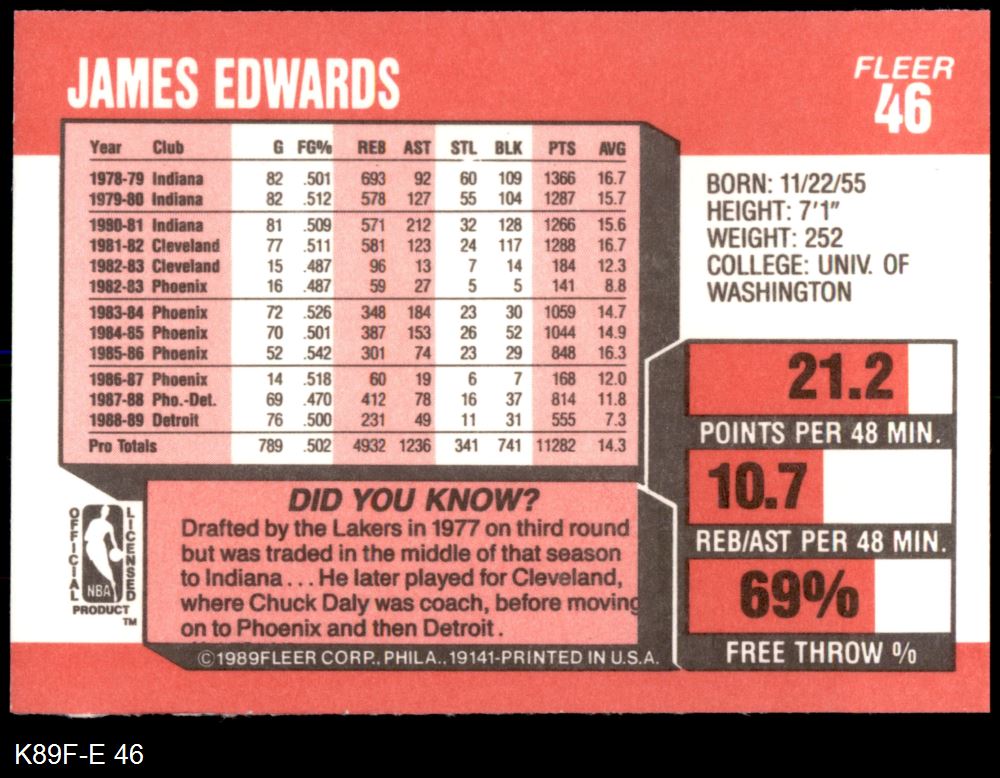 JAMES EDWARDS
FLEER
46
Year Club G FG% REB AST STL BLK PTS AVG
1978-79 Indiana 82 .501 693 92 60 109 1366 16.7
1979-80 Indiana 82 .512 578 127 55 104 1287 15.7
1980-81 Indiana 81 .509 571 212 32 128 1266 15.6
1981-82 Cleveland 77 .511 581 123 24 117 1288 16.7
1982-83 Cleveland 15 .487 96 13 7 14 184 12.3
1982-83 Phoenix 16 .487 59 27 5 5 141 8.8
1983-84 Phoenix 72 .526 348 184 23 30 1059 14.7
1984-85 Phoenix 70 .501 387 153 26 52 1044 14.9
1985-86 Phoenix 52 .542 301 74 23 29 848 16.3
1986-87 Phoenix 14 .518 60 19 6 7 168 12.0
1987-88 Pho.-Det. 69 .470 412 78 16 37 814 11.8
1988-89 Detroit 76 .500 231 49 11 31 555 7.3
Pro Totals 789 .502 4932 1236 341 741 11282 14.3
BORN: 11/22/55
HEIGHT: 7'1"
WEIGHT: 252
COLLEGE: UNIV. OF
WASHINGTON
21.2
POINTS PER 48 MIN.
10.7
REB/AST PER 48 MIN.
69%
FREE THROW %
DID YOU KNOW?
Drafted by the Lakers in 1977 on third round
but was traded in the middle of that season
to Indiana . . . He later played for Cleveland,
where Chuck Daly was coach, before moving
on to Phoenix and then Detroit.
OFFICIAL LICENSED
NBA
PRODUCT
TM
©1989FLEER CORP., PHILA., 19141-PRINTED IN U.S.A.
K89F-E 46